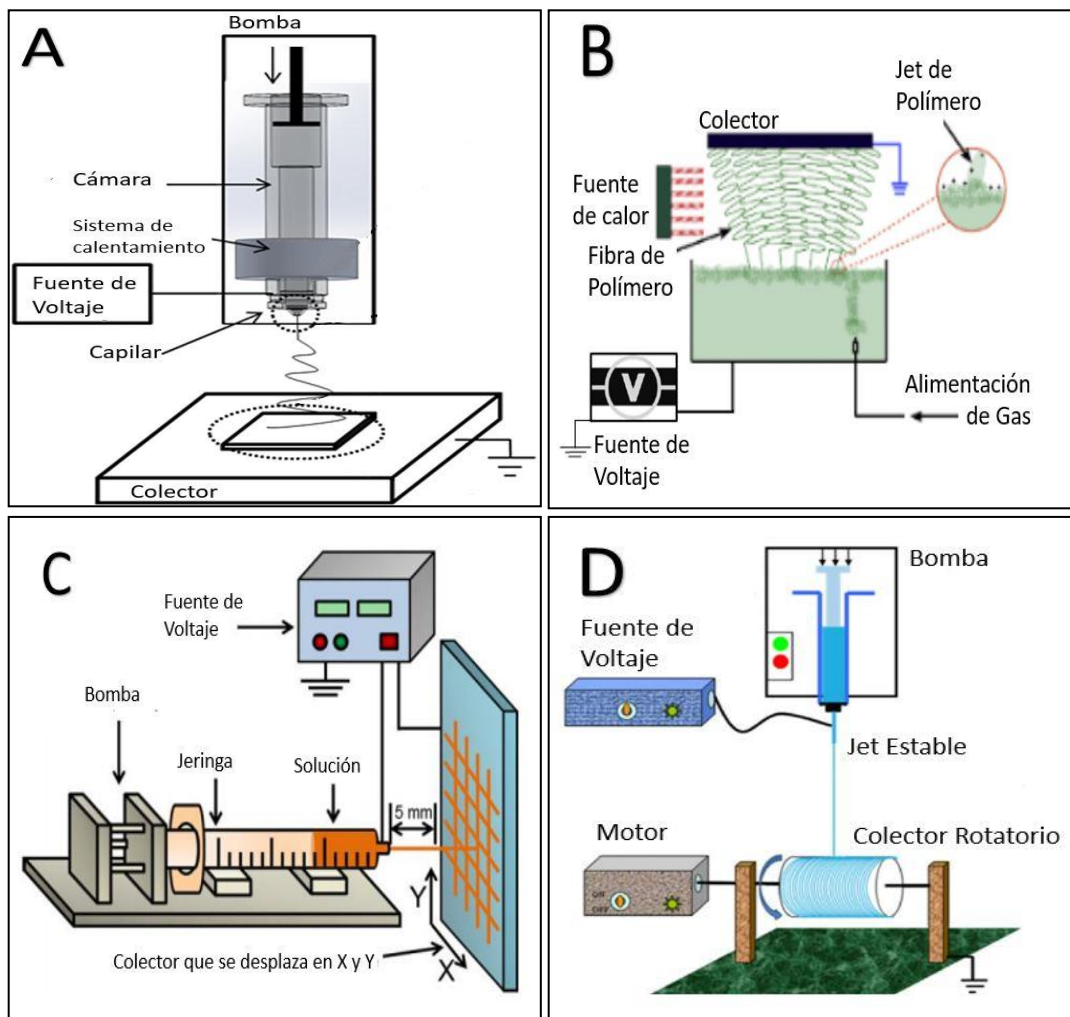 A
Bomba
Cámara
Sistema de
calentamiento
Fuente de
Voltaje
Capilar
Colector
B
Jet de
Polímero
Colector
Fuente
de calor
Fibra de
Polímero
V
Fuente de
Voltaje
Alimentación
de Gas
C
Fuente de
Voltaje
Bomba
Jeringa
Solución
5 mm
Y
X
Colector que se desplaza en X y Y
D
Bomba
Fuente de
Voltaje
Jet Estable
Motor
Colector Rotatorio
ON
OFF